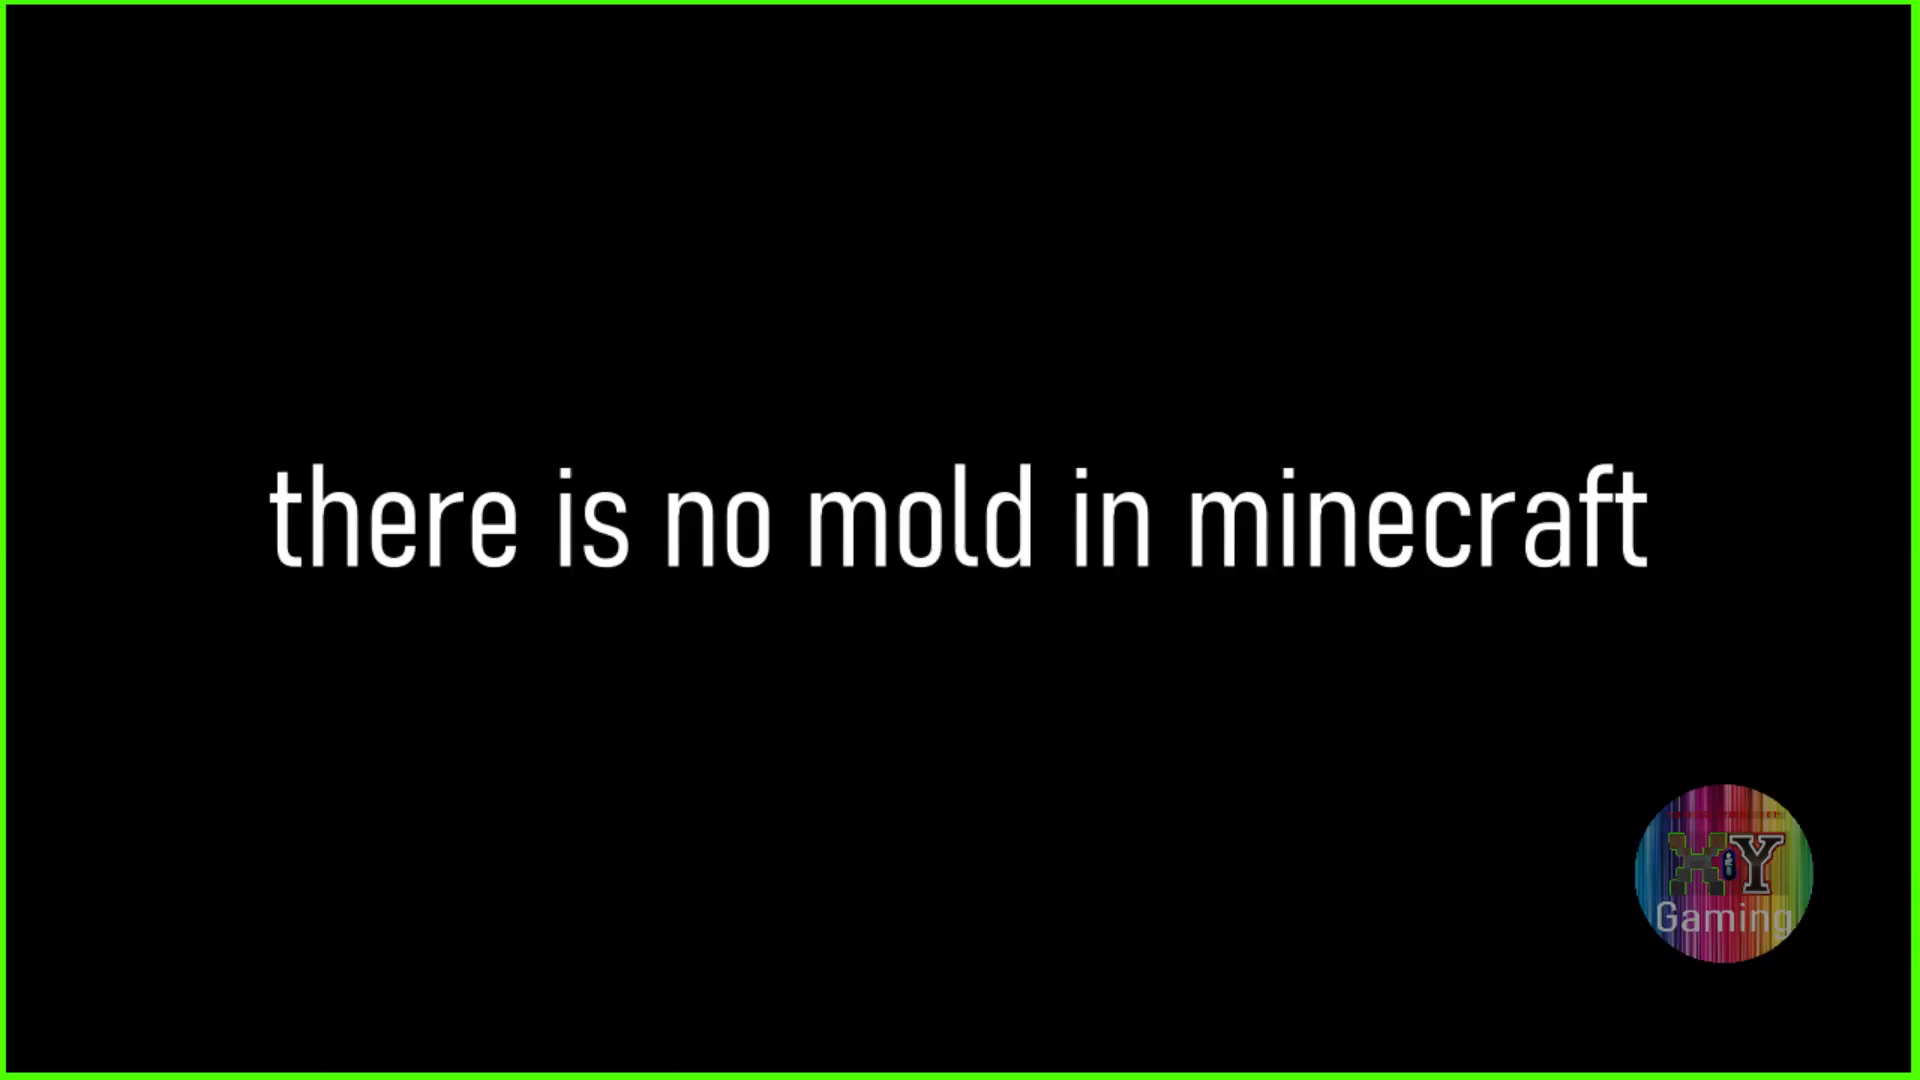 there is no mold in minecraft
Y
Gaming